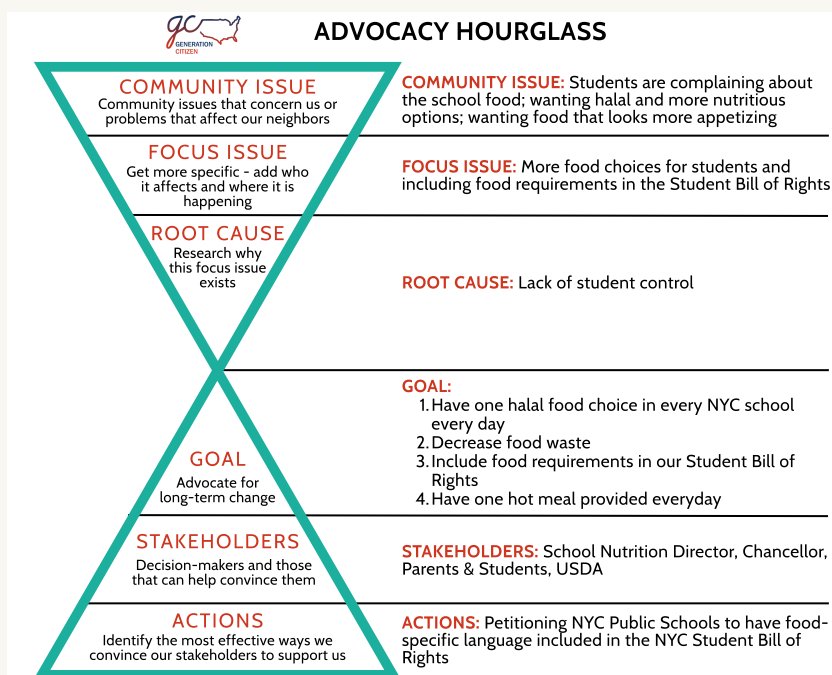 gc
GENERATION
CITIZEN
ADVOCACY HOURGLASS
COMMUNITY ISSUE
Community issues that concern us or
problems that affect our neighbors
COMMUNITY ISSUE: Students are complaining about
the school food; wanting halal and more nutritious
options; wanting food that looks more appetizing
FOCUS ISSUE
Get more specific - add who
it affects and where it is
happening
FOCUS ISSUE: More food choices for students and
including food requirements in the Student Bill of Rights
ROOT CAUSE
Research why
this focus issue
exists
ROOT CAUSE: Lack of student control
GOAL
Advocate for
long-term change
GOAL:
1. Have one halal food choice in every NYC school
every day
2. Decrease food waste
3. Include food requirements in our Student Bill of
Rights
4. Have one hot meal provided everyday
STAKEHOLDERS
Decision-makers and those
that can help convince them
STAKEHOLDERS: School Nutrition Director, Chancellor,
Parents & Students, USDA
ACTIONS
Identify the most effective ways we
convince our stakeholders to support us
ACTIONS: Petitioning NYC Public Schools to have food-
specific language included in the NYC Student Bill of
Rights